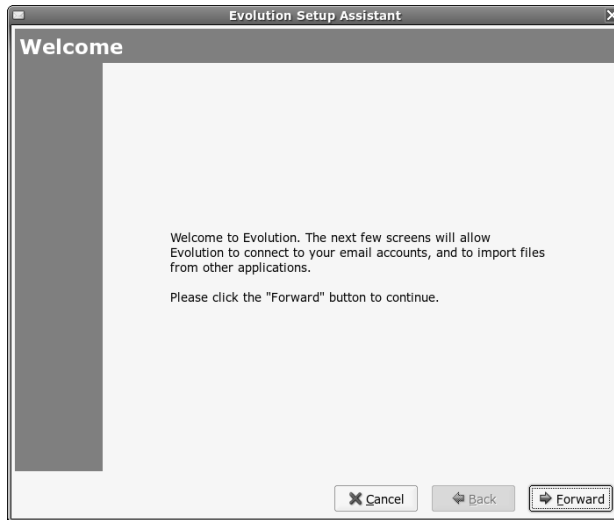 Evolution Setup Assistant
Welcome
Welcome to Evolution. The next few screens will allow
Evolution to connect to your email accounts, and to import files
from other applications.
Please click the "Forward" button to continue.
Cancel
Back
Forward